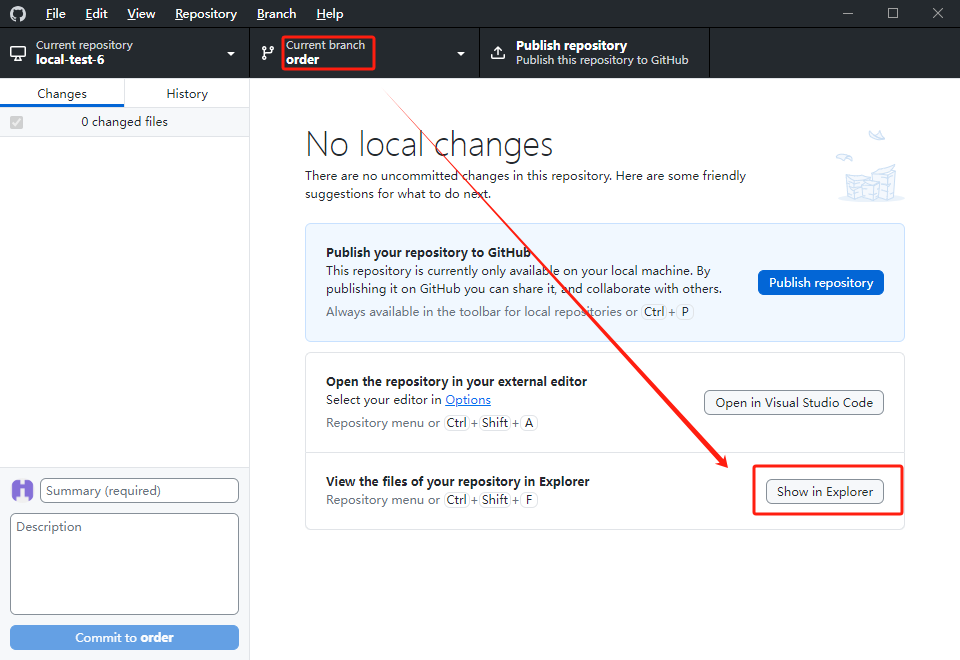 File Edit View Repository Branch Help
Current repository
local-test-6
Current branch
order
Publish repository
Publish this repository to GitHub
Changes History
0 changed files
No local changes
There are no uncommitted changes in this repository. Here are some friendly
suggestions for what to do next.
Publish your repository to GitHub
This repository is currently only available on your local machine. By
publishing it on GitHub you can share it, and collaborate with others.
Always available in the toolbar for local repositories or Ctrl + P
Publish repository
Open the repository in your external editor
Select your editor in Options
Repository menu or Ctrl + Shift + A
Open in Visual Studio Code
View the files of your repository in Explorer
Repository menu or Ctrl + Shift + F
Show in Explorer
Summary (required)
Description
Commit to order